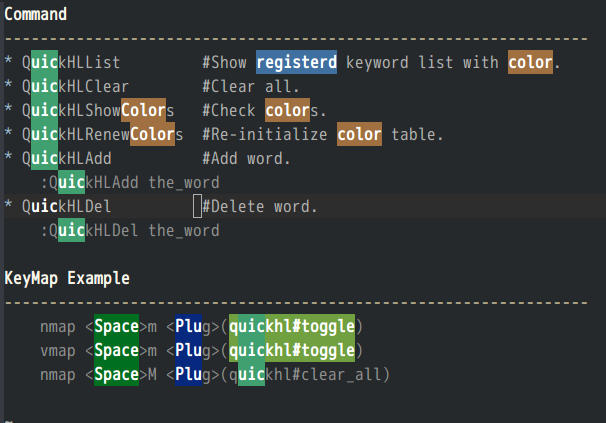 Command
-----------------------------------------------------------------
* QuickHLList #Show registerd keyword list with color.
* QuickHLClear #Clear all.
* QuickHLShowColors #Check colors.
* QuickHLRenewColors #Re-initialize color table.
* QuickHLAdd #Add word.
:QuickHLAdd the_word
* QuickHLDel #Delete word.
:QuickHLDel the_word
KeyMap Example
-----------------------------------------------------------------
nmap <Space>m <Plug>(quickhl#toggle)
vmap <Space>m <Plug>(quickhl#toggle)
nmap <Space>M <Plug>(quickhl#clear_all)
~